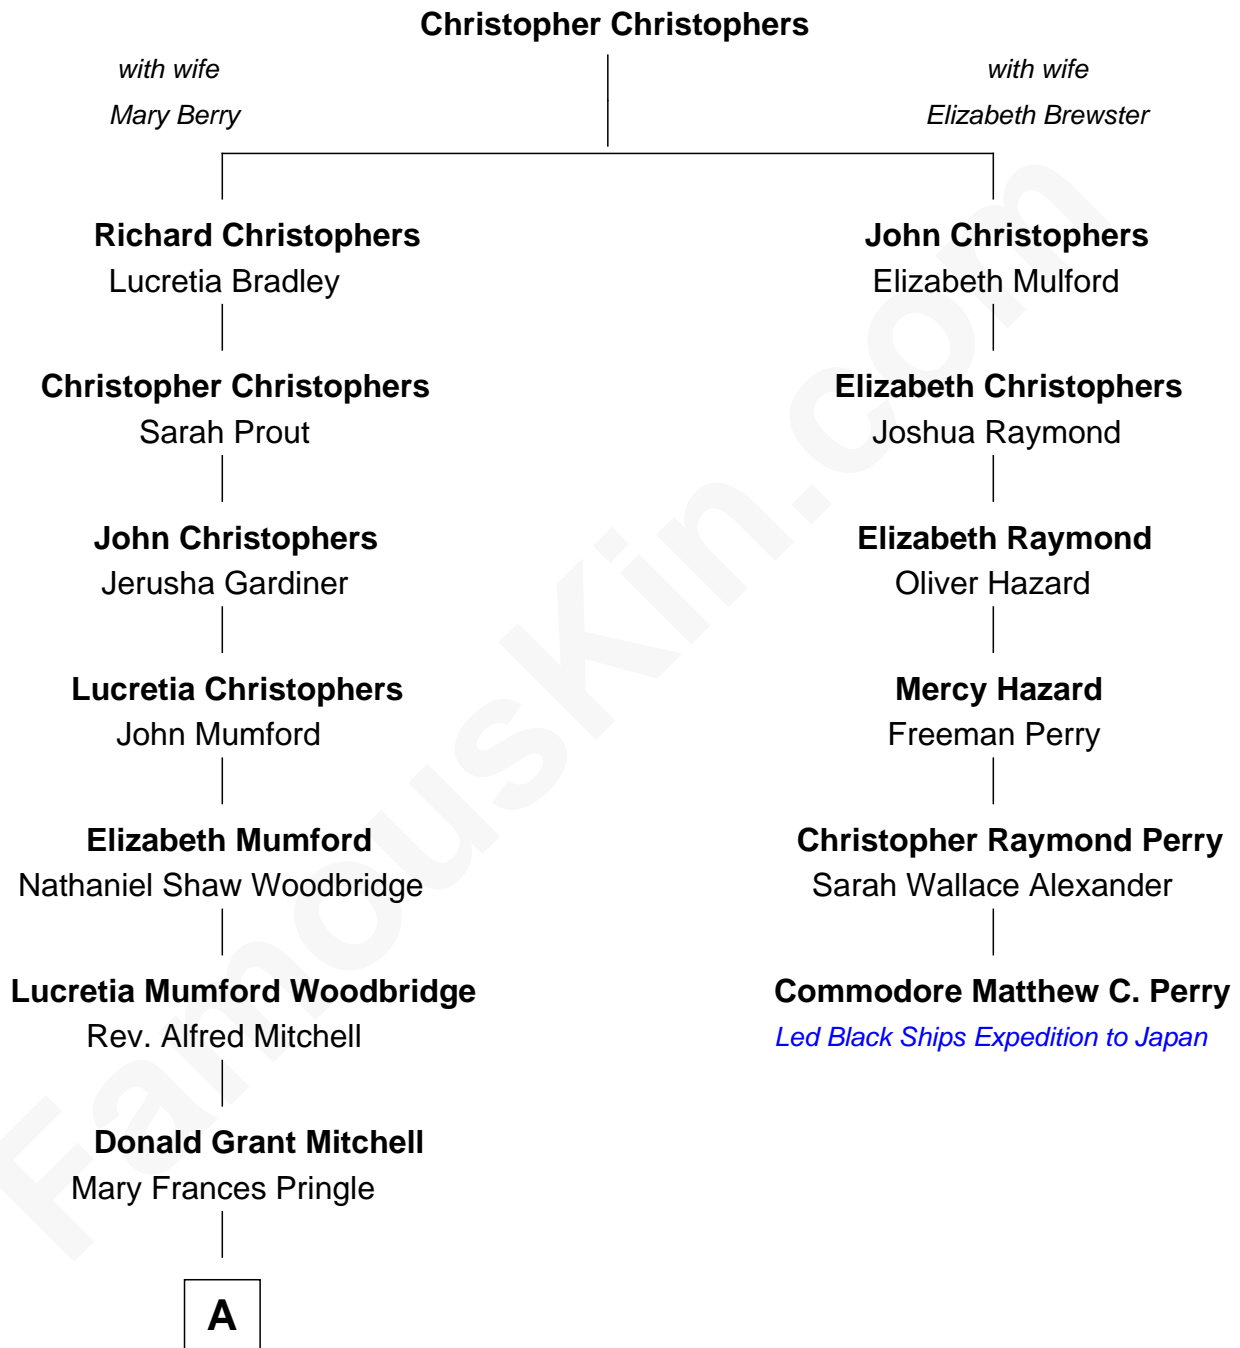 Christopher Christophers
with wife
Mary Berry
with wife
Elizabeth Brewster
Richard Christophers
Lucretia Bradley
Christopher Christophers
Sarah Prout
John Christophers
Jerusha Gardiner
Lucretia Christophers
John Mumford
Elizabeth Mumford
Nathaniel Shaw Woodbridge
Lucretia Mumford Woodbridge
Rev. Alfred Mitchell
Donald Grant Mitchell
Mary Frances Pringle
A
John Christophers
Elizabeth Mulford
Elizabeth Christophers
Joshua Raymond
Elizabeth Raymond
Oliver Hazard
Mercy Hazard
Freeman Perry
Christopher Raymond Perry
Sarah Wallace Alexander
Commodore Matthew C. Perry
Led Black Ships Expedition to Japan
FamousKin.com